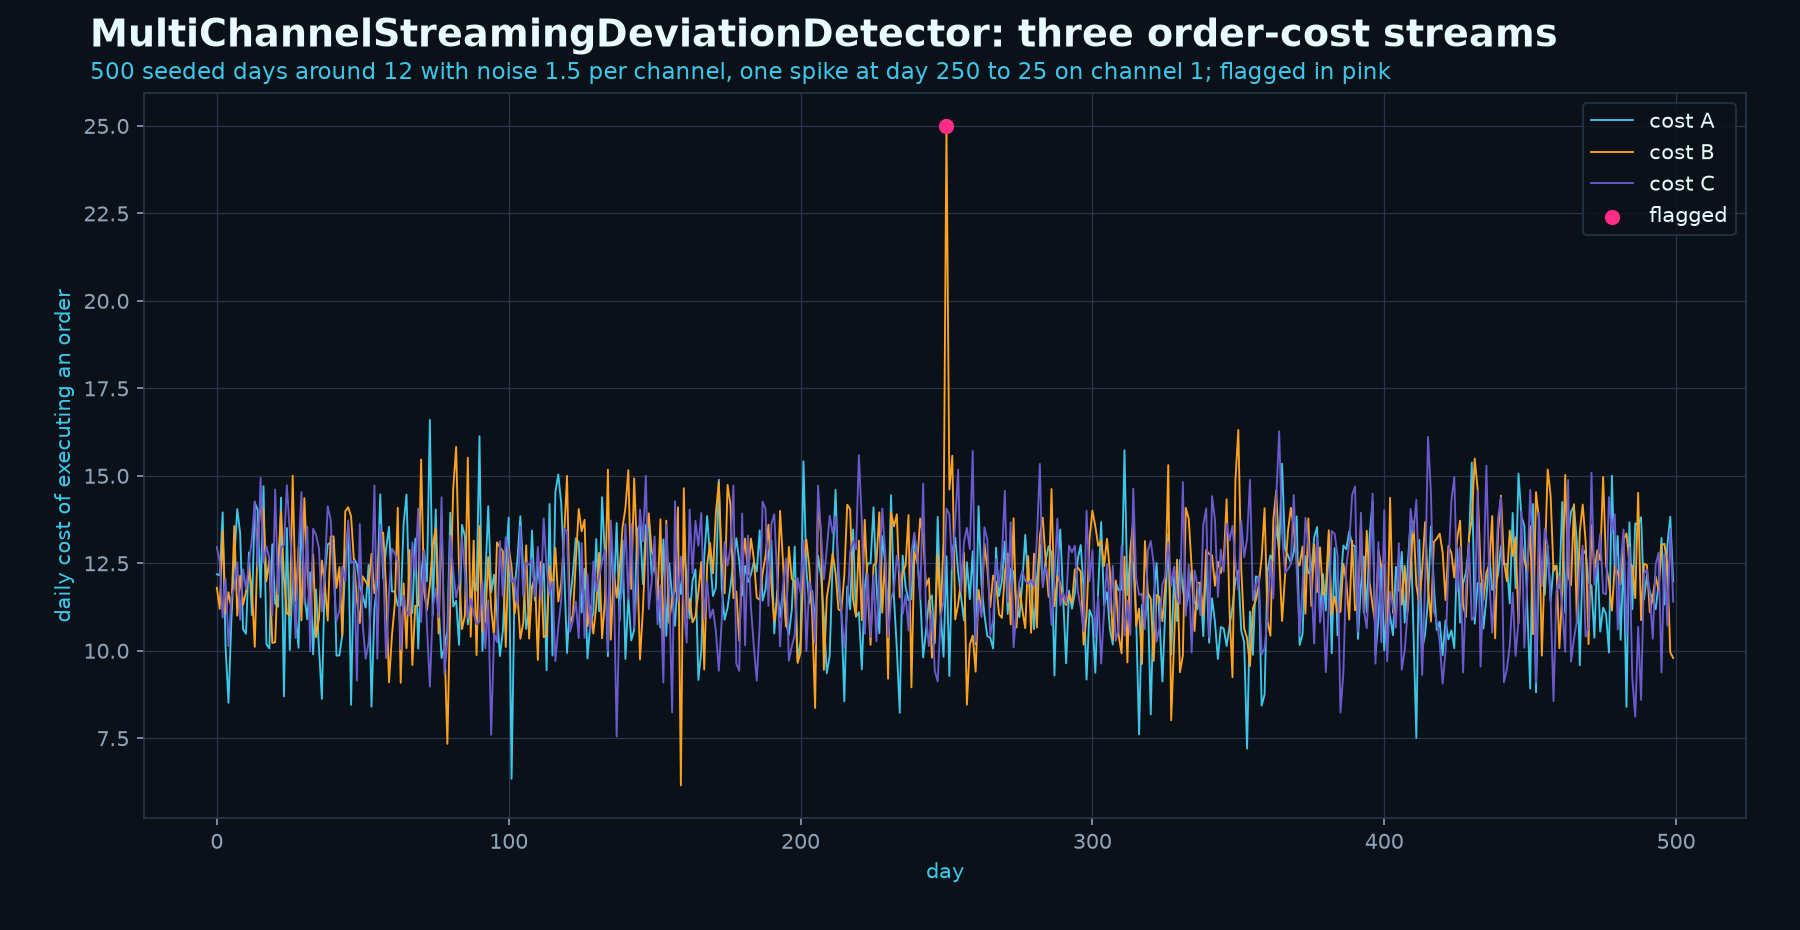 MultiChannelStreamingDeviationDetector: three order-cost streams
500 seeded days around 12 with noise 1.5 per channel, one spike at day 250 to 25 on channel 1; flagged in pink
daily cost of executing an order
25.0
22.5
20.0
17.5
15.0
12.5
10.0
7.5
cost A
cost B
cost C
flagged
0
100
200
300
400
500
day